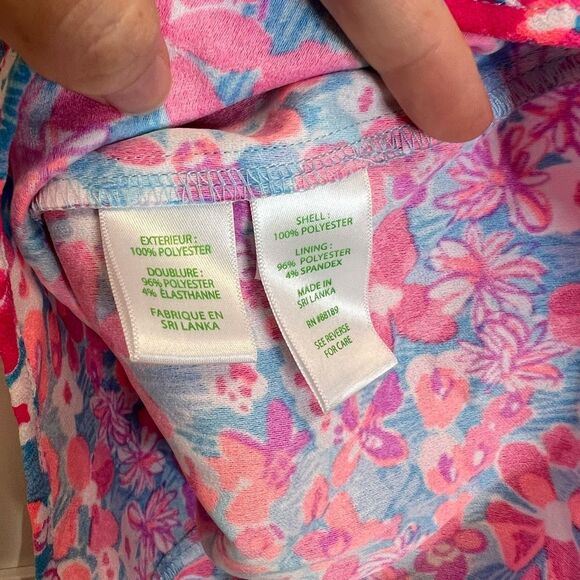 EXTERIEUR :
100% POLYESTER
DOUBLURE :
96% POLYESTER
4% ÉLASTHANNE
FABRIQUE EN
SRI LANKA
SHELL :
100% POLYESTER
LINING :
96% POLYESTER
4% SPANDEX
MADE IN
SRI LANKA
RN #88189
SEE REVERSE
FOR CARE